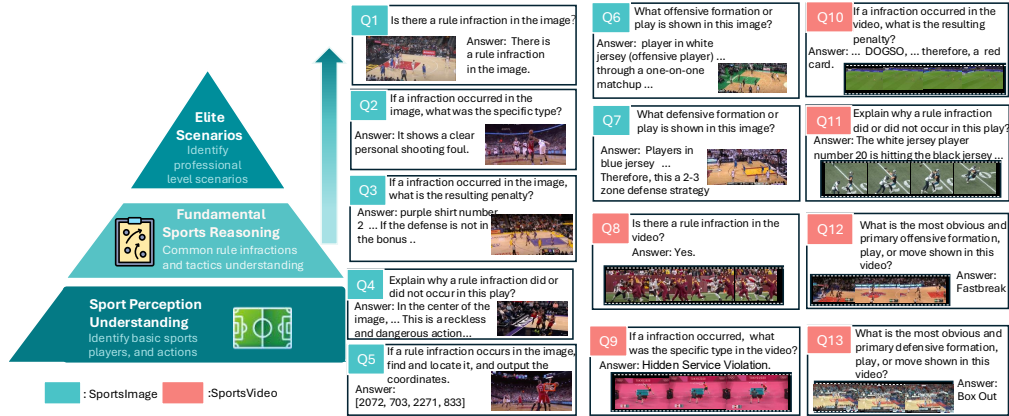 Elite
Scenarios
Identify
professional
level scenarios
Fundamental
Sports Reasoning
Common rule infractions
and tactics understanding
Sport Perception
Understanding
Identify basic sports
players, and actions
:SportsImage
:SportsVideo
Q1
Is there a rule infraction in the image?
Answer: There is
a rule infraction
in the image.
Q2
If a infraction occurred in the
image, what was the specific type?
Answer: It shows a clear
personal shooting foul.
Q3
If a infraction occurred in the image,
what is the resulting penalty?
Answer: purple shirt number
2 ... If the defense is not in
the bonus ..
Q4
Explain why a rule infraction did or
did not occur in this play?
Answer: In the center of the
image, ... This is a reckless
and dangerous action...
Q5
If a rule infraction occurs in the image,
find and locate it, and output the
coordinates.
Answer:
[2072, 703, 2271, 833]
Q6
What offensive formation or
play is shown in this image?
Answer: player in white
jersey (offensive player) ...
through a one-on-one
matchup ...
Q7
What defensive formation or
play is shown in this image?
Answer: Players in
blue jersey ...
Therefore, this a 2-3
zone defense strategy
Q8
Is there a rule infraction in the
video?
Answer: Yes.
Q9
If a infraction occurred, what
was the specific type in the video?
Answer: Hidden Service Violation.
Q10
If a infraction occurred in the
video, what is the resulting
penalty?
Answer: ... DOGSO, ... therefore, a red
card.
Q11
Explain why a rule infraction
did or did not occur in this play?
Answer: The white jersey player
number 20 is hitting the black jersey ...
Q12
What is the most obvious and
primary offensive formation,
play, or move shown in this
video?
Answer:
Fastbreak
Q13
What is the most obvious and
primary defensive formation,
play, or move shown in this
video?
Answer:
Box Out